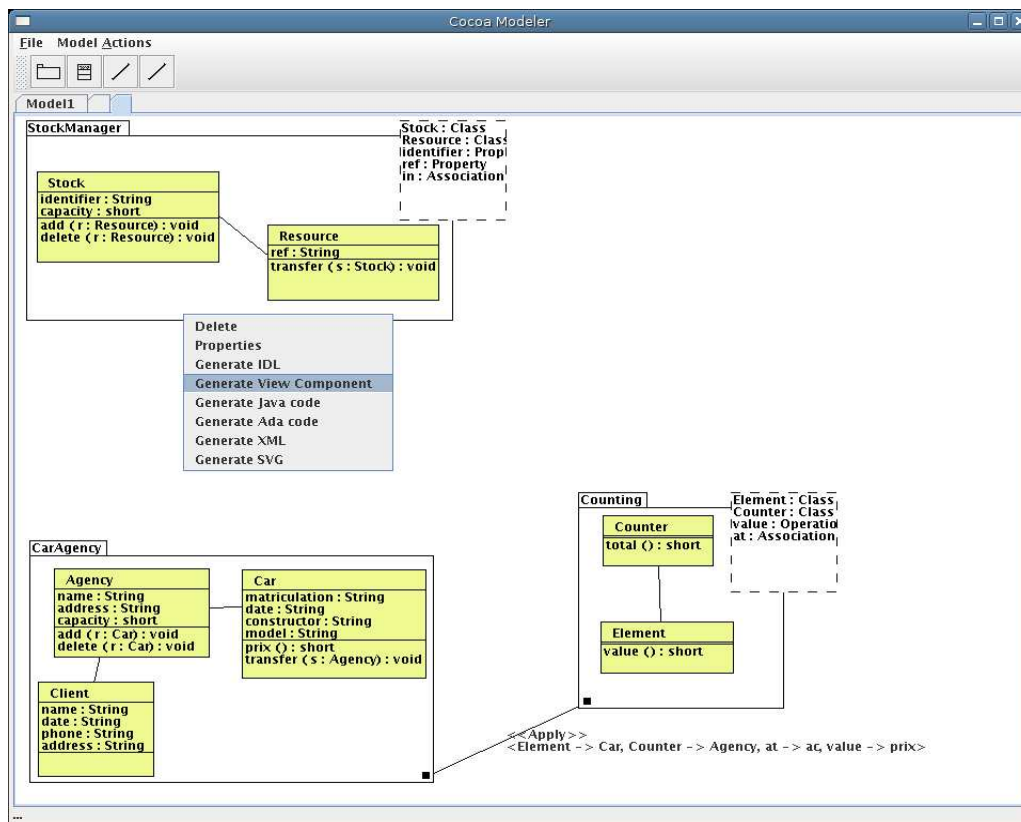 Cocoa Modeler
File Model Actions
Model1
StockManager
Stock : Class
Resource : Class
identifier : Prop
ref : Property
in : Association
Stock
identifier : String
capacity : short
add ( r : Resource) : void
delete ( r : Resource) : void
Resource
ref : String
transfer ( s : Stock) : void
Delete
Properties
Generate IDL
Generate View Component
Generate Java code
Generate Ada code
Generate XML
Generate SVG
Counting
Element : Class
Counter : Class
value : Operatio
at : Association
Counter
total () : short
Element
value () : short
CarAgency
Agency
name : String
address : String
capacity : short
add ( r : Car) : void
delete ( r : Car) : void
Car
matriculation : String
date : String
constructor : String
model : String
prix () : short
transfer ( s : Agency) : void
Client
name : String
date : String
phone : String
address : String
<<Apply>>
<Element -> Car, Counter -> Agency, at -> ac, value -> prix>
...